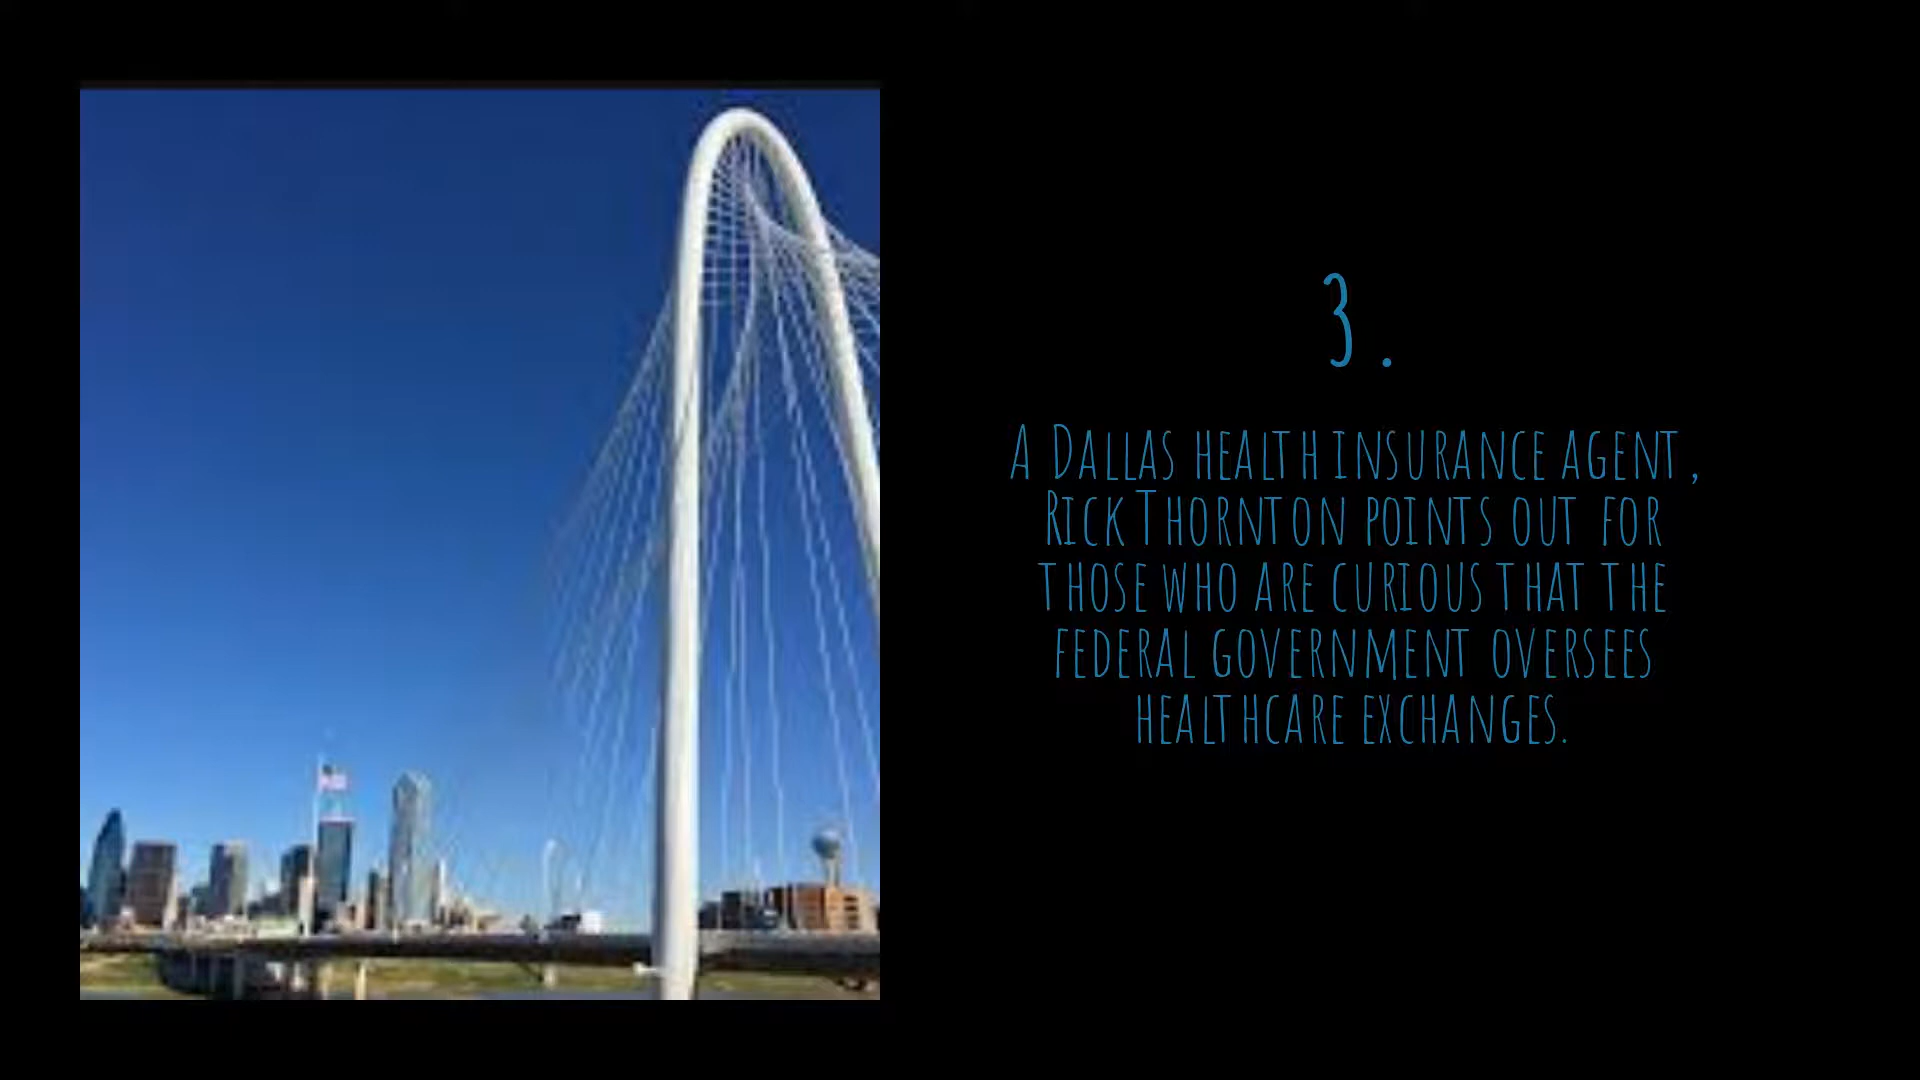 3.
A Dallas health insurance agent,
Rick Thornton points out for
those who are curious that the
federal government oversees
healthcare exchanges.